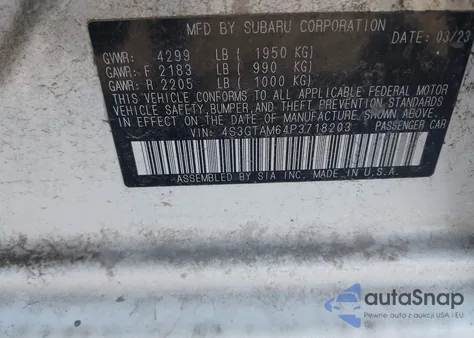 MFD BY SUBARU CORPORATION
DATE: 03/23
GVWR: 4299 LB ( 1950 KG)
GAWR: F 2183 LB ( 990 KG)
GAWR: R 2205 LB ( 1000 KG)
THIS VEHICLE CONFORMS TO ALL APPLICABLE FEDERAL MOTOR
VEHICLE SAFETY,BUMPER,AND THEFT PREVENTION STANDARDS
IN EFFECT ON THE DATE OF MANUFACTURE SHOWN ABOVE.
VIN: 4S3GTAM64P3718203 PASSENGER CAR
ASSEMBLED BY SIA INC. MADE IN U.S.A.
autoSnap
Pewne auta z okazji USA i EU